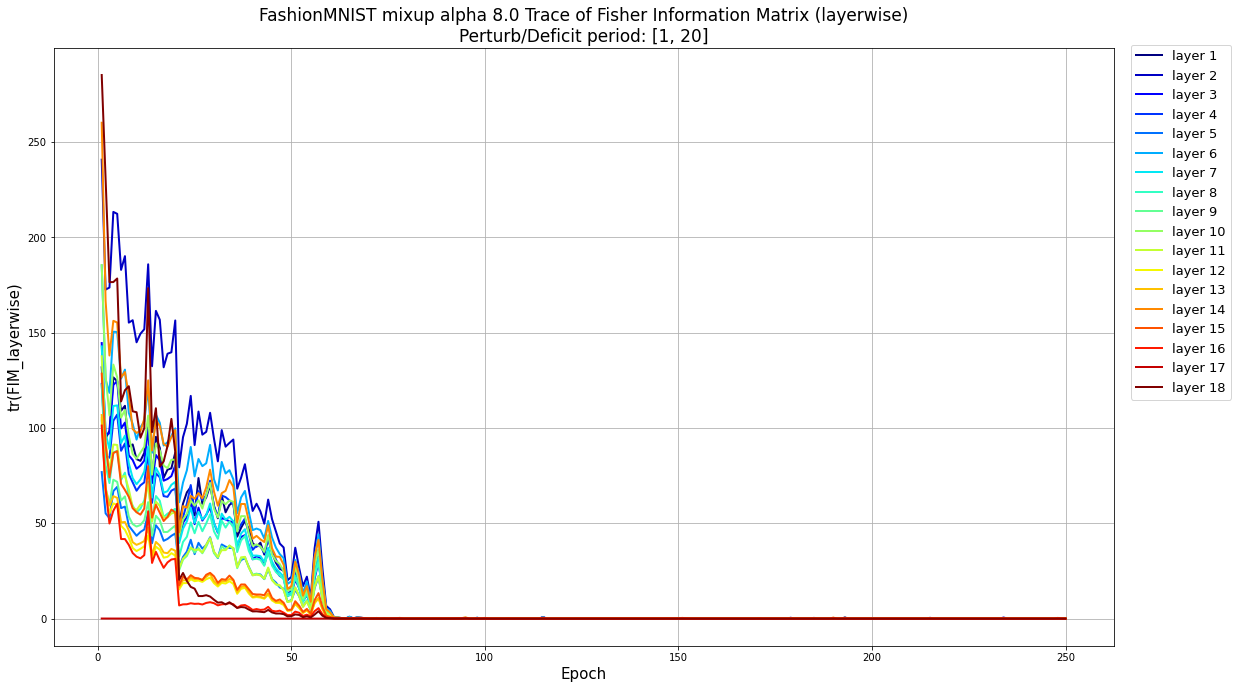 FashionMNIST mixup alpha 8.0 Trace of Fisher Information Matrix (layerwise)
Perturb/Deficit period: [1, 20]
tr(FIM_layerwise)
250
200
150
100
50
0
0
50
100
150
200
250
Epoch
layer 1
layer 2
layer 3
layer 4
layer 5
layer 6
layer 7
layer 8
layer 9
layer 10
layer 11
layer 12
layer 13
layer 14
layer 15
layer 16
layer 17
layer 18